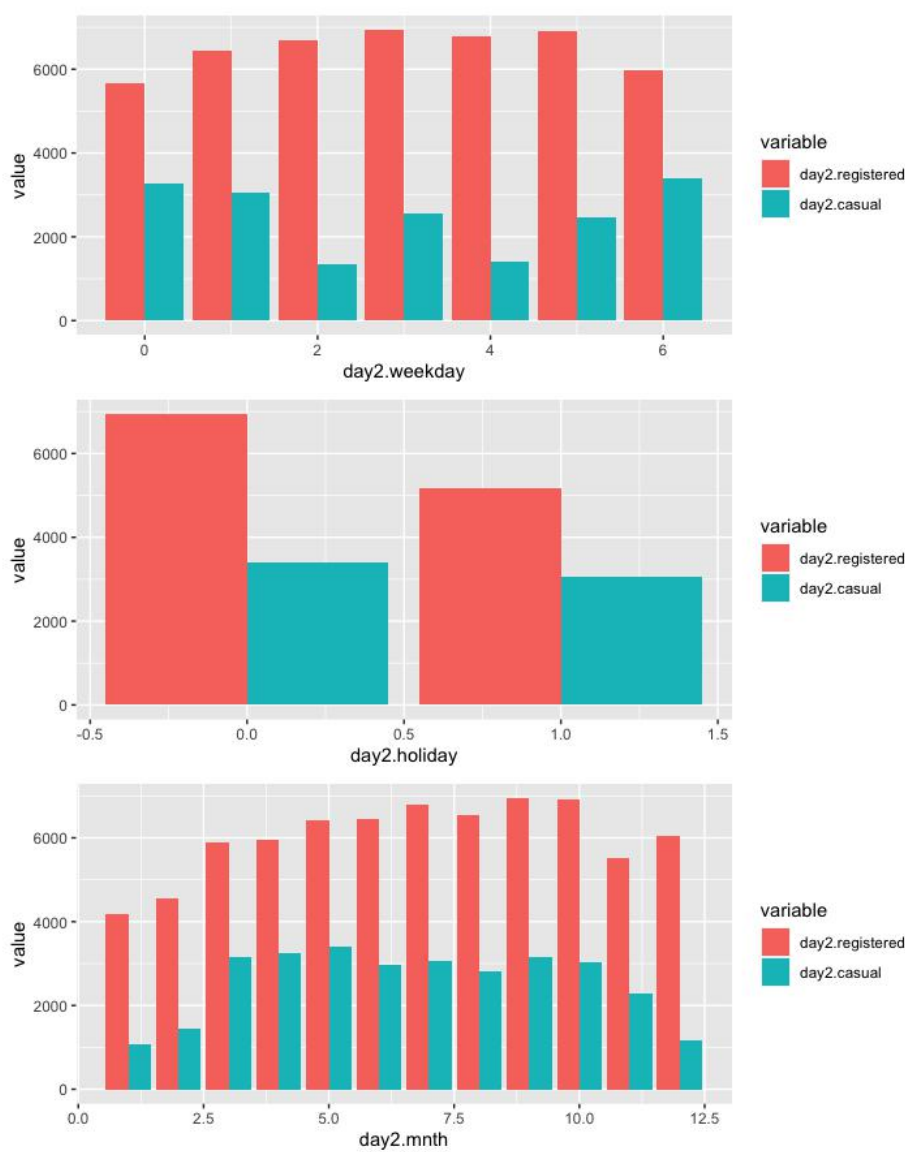 6000
4000
2000
0
value
0
2
4
6
day2.weekday
variable
day2.registered
day2.casual
6000
4000
2000
0
value
-0.5
0.0
0.5
1.0
1.5
day2.holiday
variable
day2.registered
day2.casual
6000
4000
2000
0
value
0.0
2.5
5.0
7.5
10.0
12.5
day2.mnth
variable
day2.registered
day2.casual